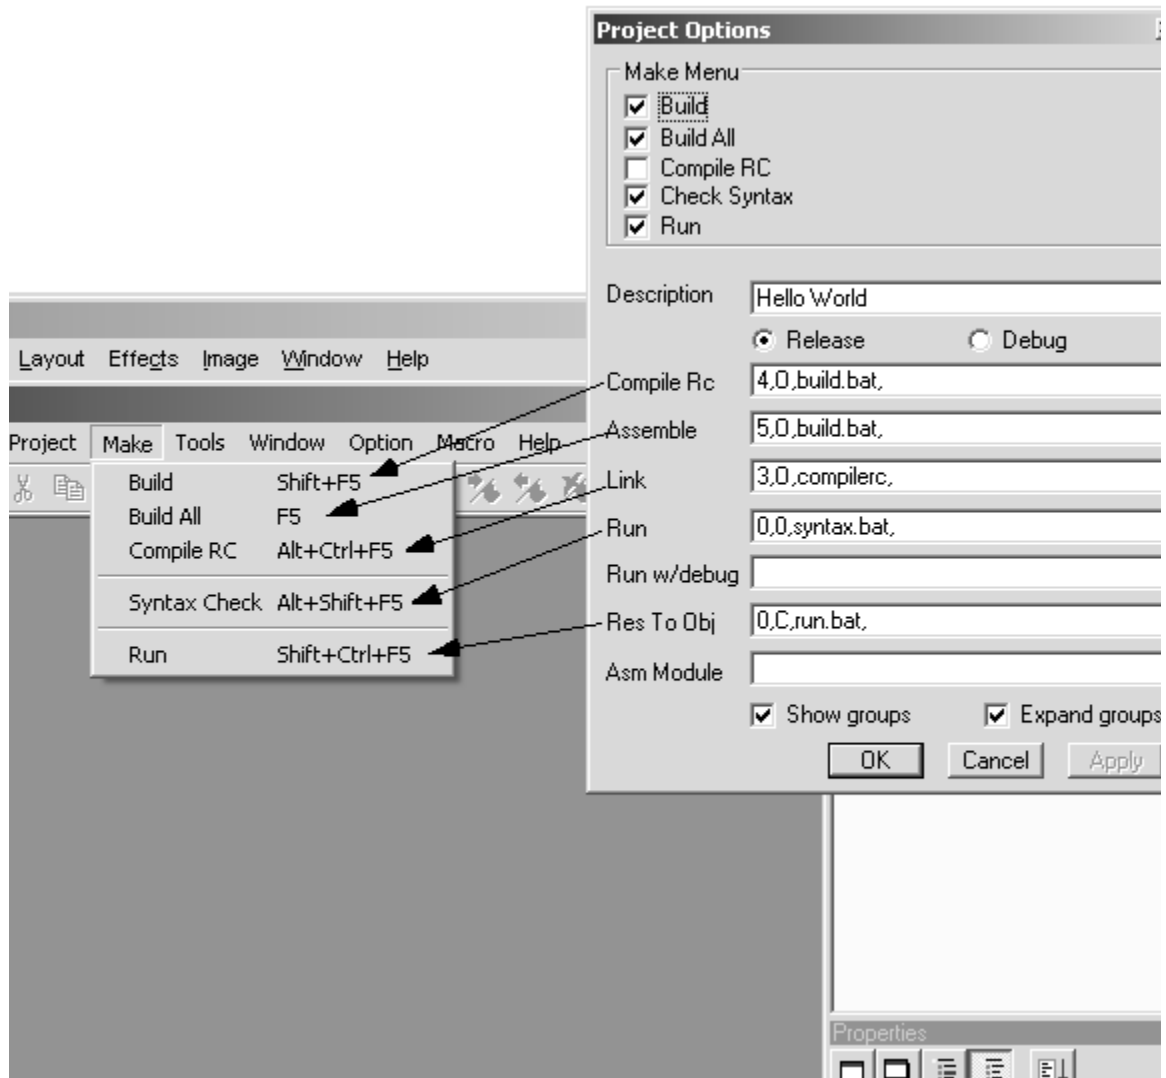 Project Options
Make Menu
Build
Build All
Compile RC
Check Syntax
Run
Description Hello World
Release Debug
Compile Rc 4,O,build.bat,
Assemble 5,O,build.bat,
Link 3,O,compilerc,
Run 0,O,syntax.bat,
Run w/debug
Res To Obj 0,C,run.bat,
Asm Module
Show groups Expand groups
OK Cancel Apply
Layout Effects Image Window Help
Project Make Tools Window Option Macro Help
Build Shift+F5
Build All F5
Compile RC Alt+Ctrl+F5
Syntax Check Alt+Shift+F5
Run Shift+Ctrl+F5
Properties